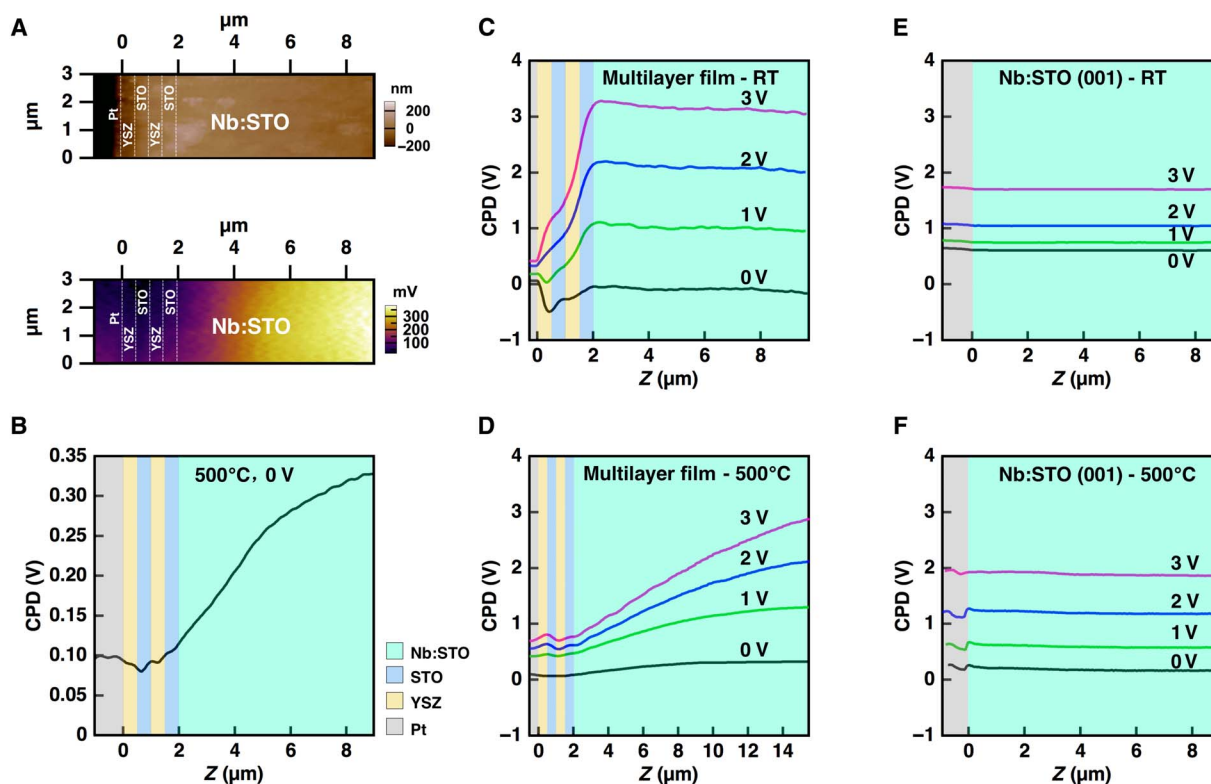 A
µm
0 2 4 6 8
3
2
1
0
µm
Pt
YSZ
STO
YSZ
STO
Nb:STO
nm
200
0
−200
µm
0 2 4 6 8
3
2
1
0
µm
Pt
YSZ
STO
YSZ
STO
Nb:STO
mV
300
200
100
B
500°C, 0 V
0.35
0.30
0.25
0.20
0.15
0.10
0.05
0.00
CPD (V)
0 2 4 6 8
Z (µm)
Nb:STO
STO
YSZ
Pt
C
Multilayer film - RT
4
3
2
1
0
−1
CPD (V)
3 V
2 V
1 V
0 V
0 2 4 6 8
Z (µm)
D
Multilayer film - 500°C
4
3
2
1
0
−1
CPD (V)
3 V
2 V
1 V
0 V
0 2 4 6 8 10 12 14
Z (µm)
E
Nb:STO (001) - RT
4
3
2
1
0
−1
CPD (V)
3 V
2 V
1 V
0 V
0 2 4 6 8
Z (µm)
F
Nb:STO (001) - 500°C
4
3
2
1
0
−1
CPD (V)
3 V
2 V
1 V
0 V
0 2 4 6 8
Z (µm)